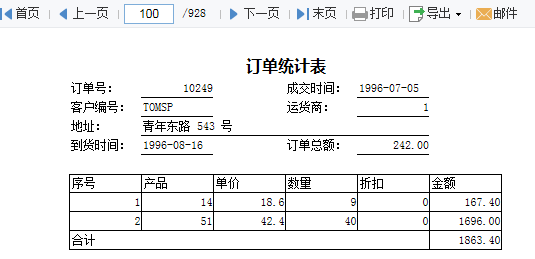 首页 上一页 100 /928 下一页 末页 打印 导出 邮件
订单统计表
订单号: 10249 成交时间: 1996-07-05
客户编号: TOMSP 运货商: 1
地址: 青年东路 543 号
到货时间: 1996-08-16 订单总额: 242.00
序号 产品 单价 数量 折扣 金额
1 14 18.6 9 0 167.40
2 51 42.4 40 0 1696.00
合计 1863.40